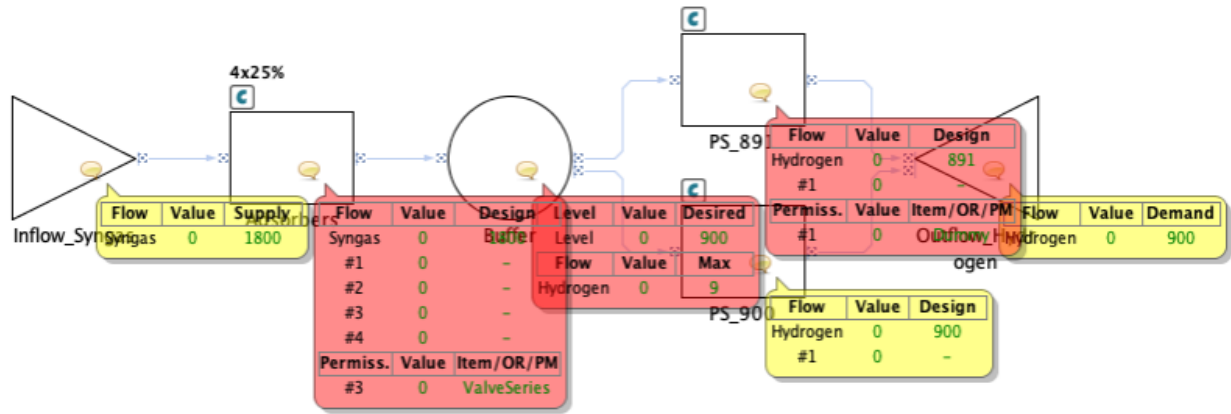 4x25%
C
C
PS_891
Flow Value Design
Hydrogen 0 891
#1 0 -
Permiss. Value Item/OR/PM
#1 0
C
Inflow_Syngas
Flow Value Supply
Syngas 0 1800
Adsorbers
Flow Value Design
Syngas 0
#1 0 -
#2 0 -
#3 0 -
#4 0 -
Permiss. Value Item/OR/PM
#3 0 ValveSeries
Buffer
Level Value Desired
Level 0 900
Flow Value Max
Hydrogen 0 9
PS_900
Flow Value Design
Hydrogen 0 900
#1 0 -
ogen
Flow Value Demand
Hydrogen 0 900